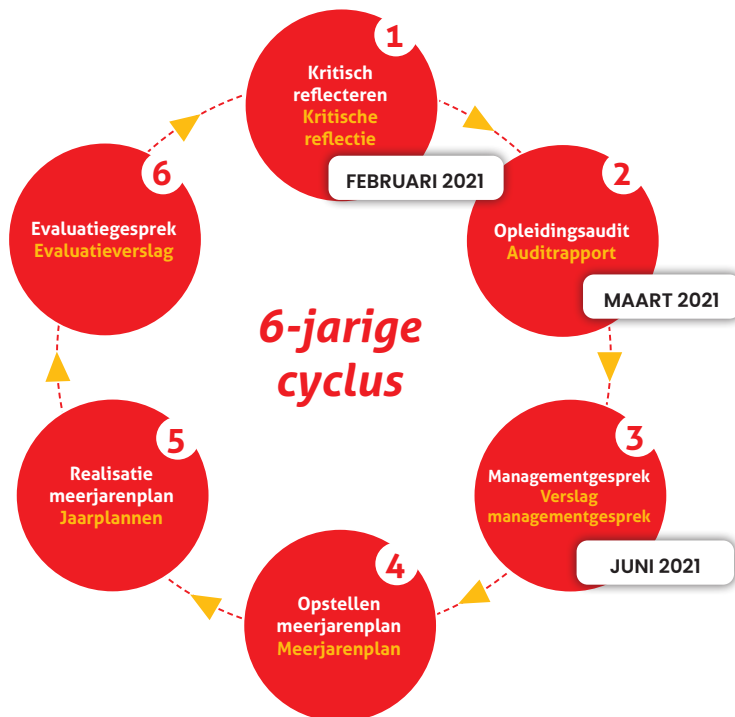 1
Kritisch
reflecteren
Kritische
reflectie
FEBRUARI 2021
2
Opleidingsaudit
Auditrapport
MAART 2021
3
Managementgesprek
Verslag
managementgesprek
JUNI 2021
4
Opstellen
meerjarenplan
Meerjarenplan
5
Realisatie
meerjarenplan
Jaarplannen
6
Evaluatiegesprek
Evaluatieverslag
6-jarige
cyclus